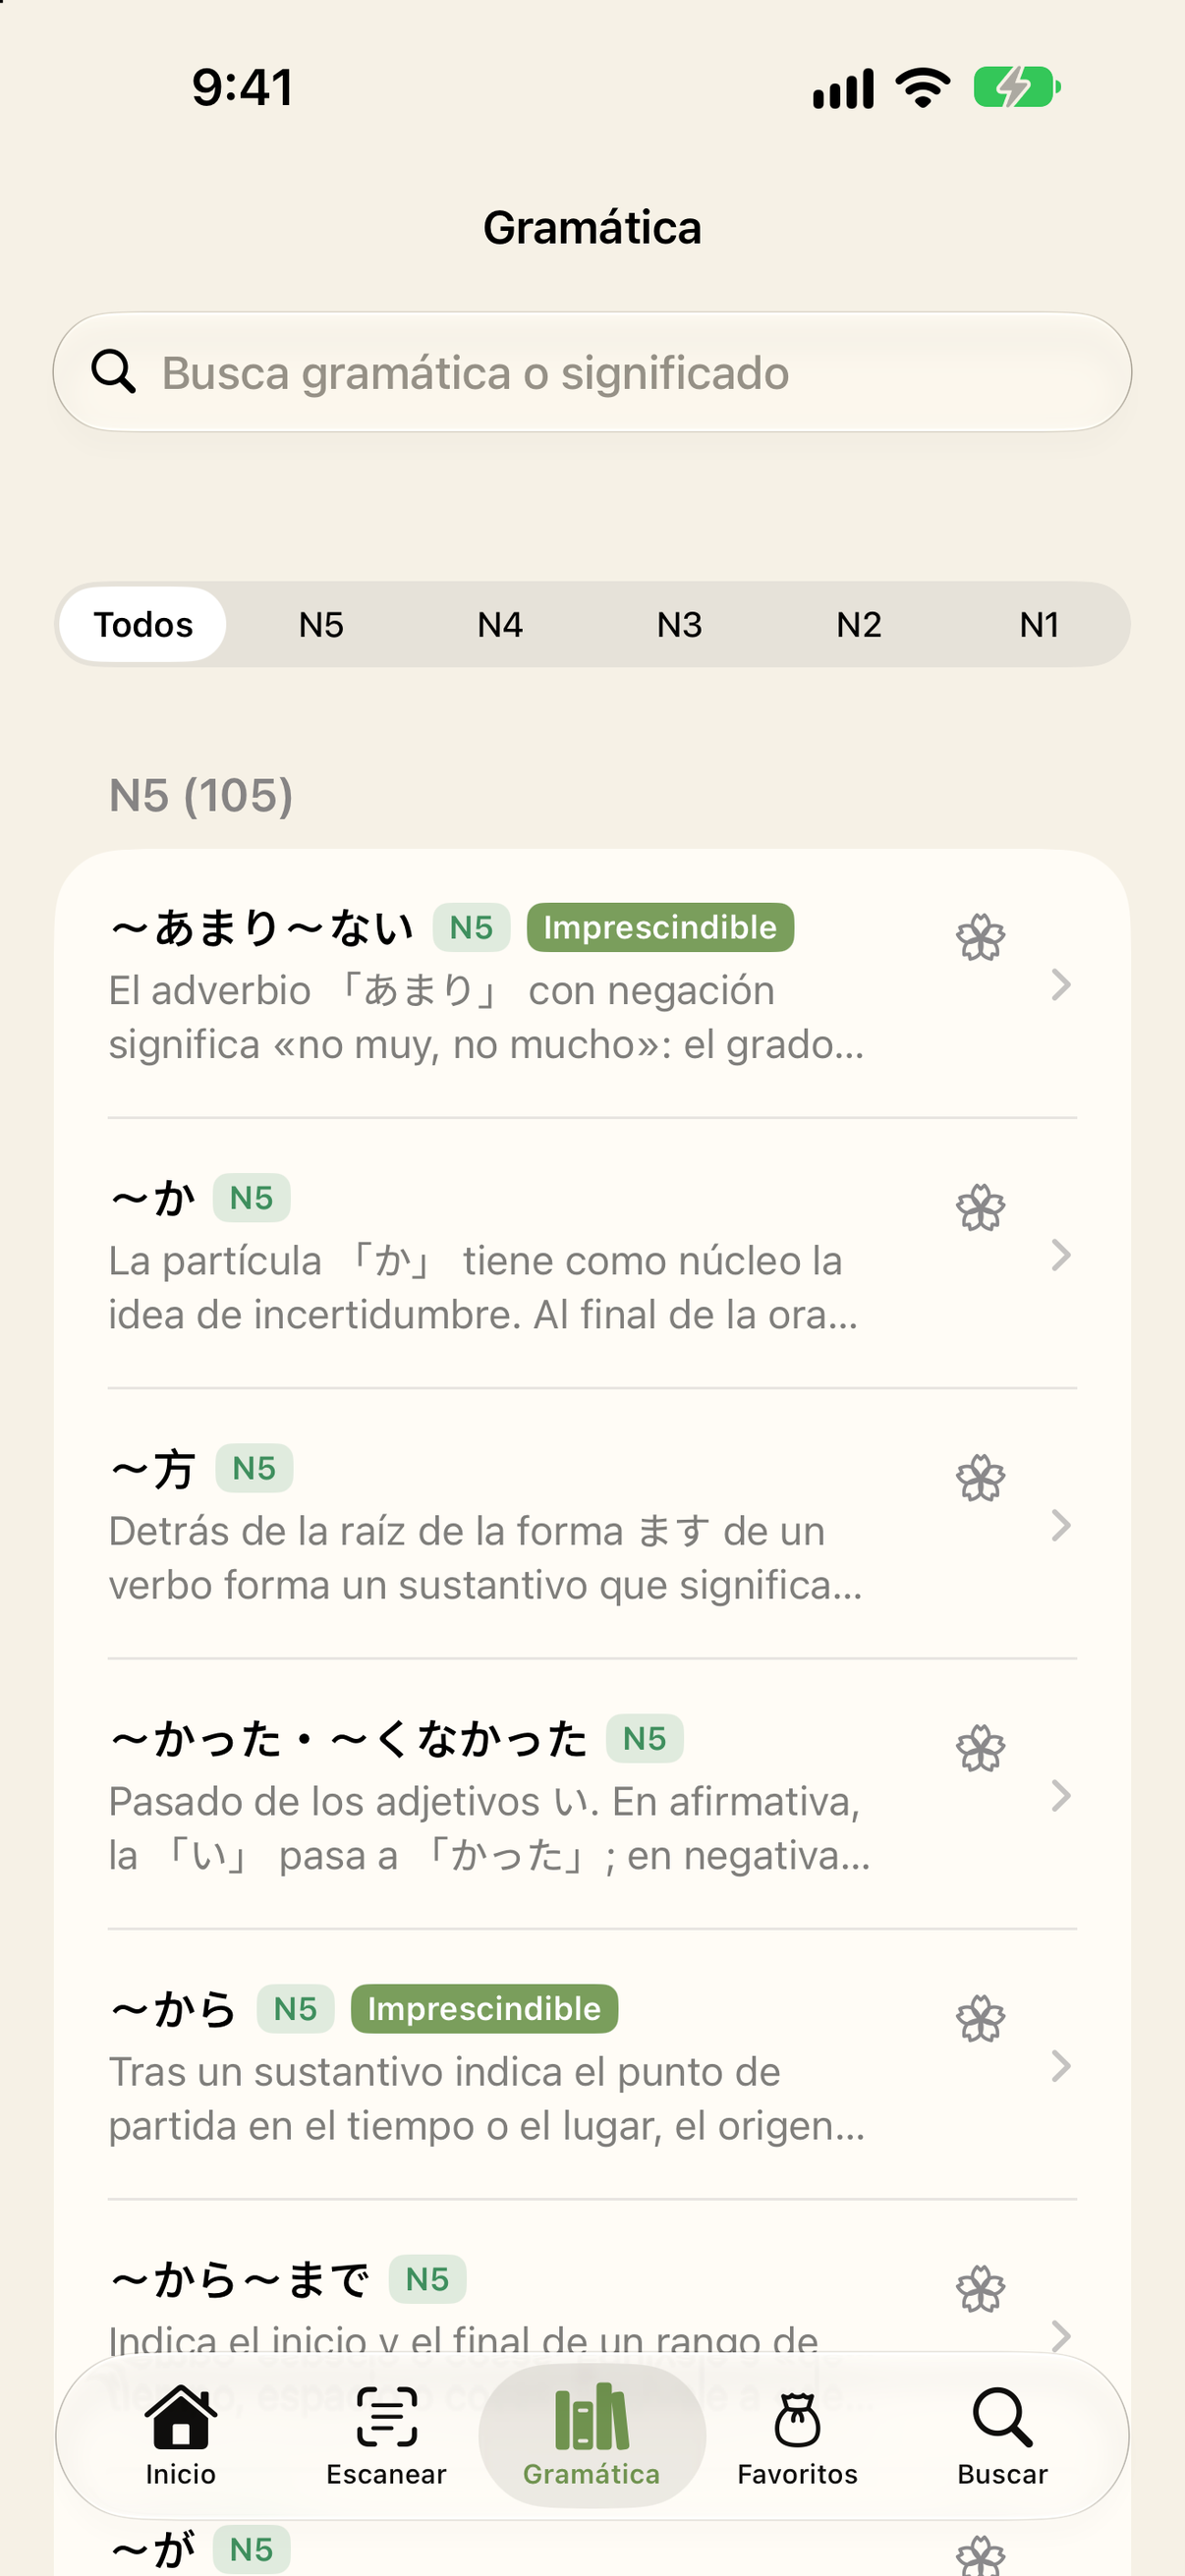 9:41
Gramática
Busca gramática o significado
Todos N5 N4 N3 N2 N1
N5 (105)
～あまり～ない N5 Imprescindible
El adverbio 「あまり」 con negación
significa «no muy, no mucho»: el grado...
～か N5
La partícula 「か」 tiene como núcleo la
idea de incertidumbre. Al final de la ora...
～方 N5
Detrás de la raíz de la forma ます de un
verbo forma un sustantivo que significa...
～かった・～くなかった N5
Pasado de los adjetivos い. En afirmativa,
la 「い」 pasa a 「かった」; en negativa...
～から N5 Imprescindible
Tras un sustantivo indica el punto de
partida en el tiempo o el lugar, el origen...
～から～まで N5
Indica el inicio y el final de un rango de
Inicio Escanear Gramática Favoritos Buscar
～が N5